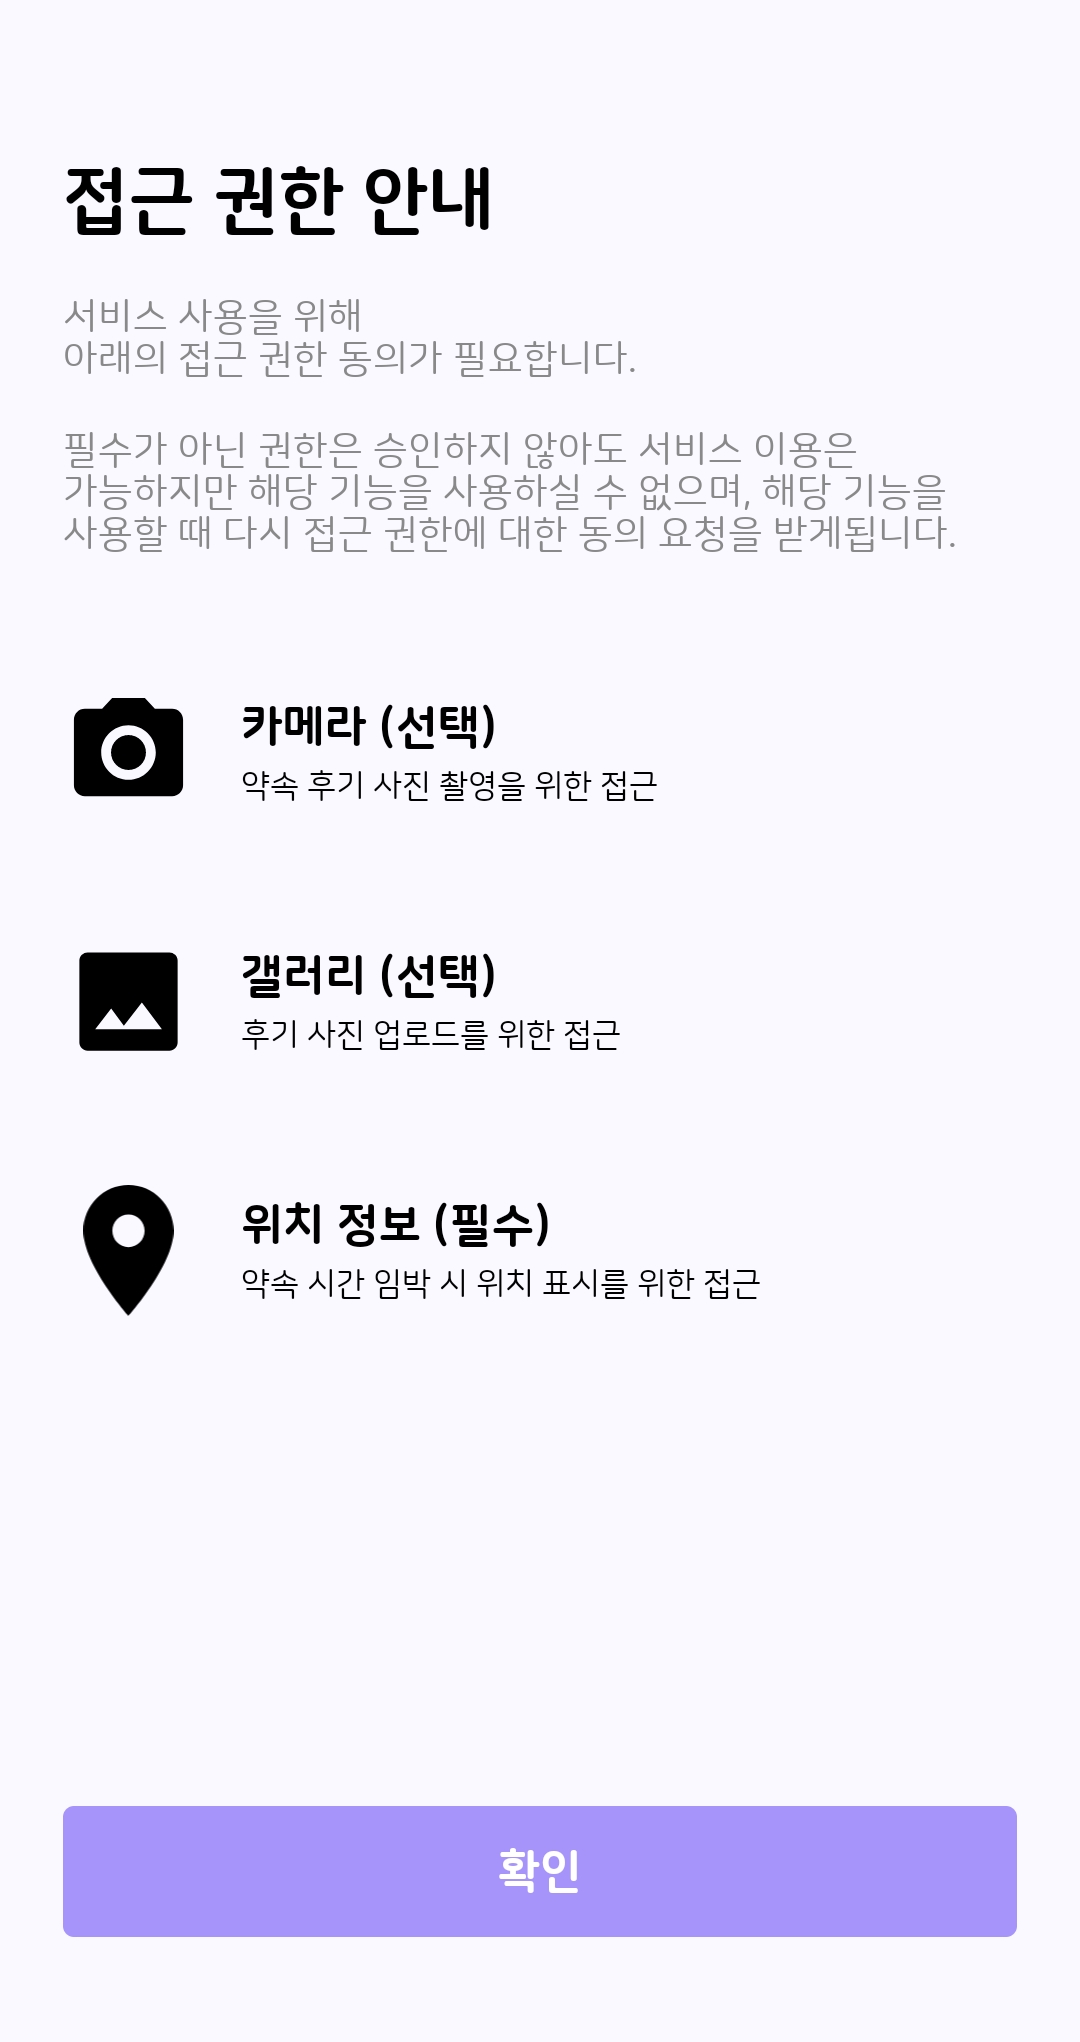 접근 권한 안내
서비스 사용을 위해
아래의 접근 권한 동의가 필요합니다.
필수가 아닌 권한은 승인하지 않아도 서비스 이용은
가능하지만 해당 기능을 사용하실 수 없으며, 해당 기능을
사용할 때 다시 접근 권한에 대한 동의 요청을 받게됩니다.
카메라 (선택)
약속 후기 사진 촬영을 위한 접근
갤러리 (선택)
후기 사진 업로드를 위한 접근
위치 정보 (필수)
약속 시간 임박 시 위치 표시를 위한 접근
확인